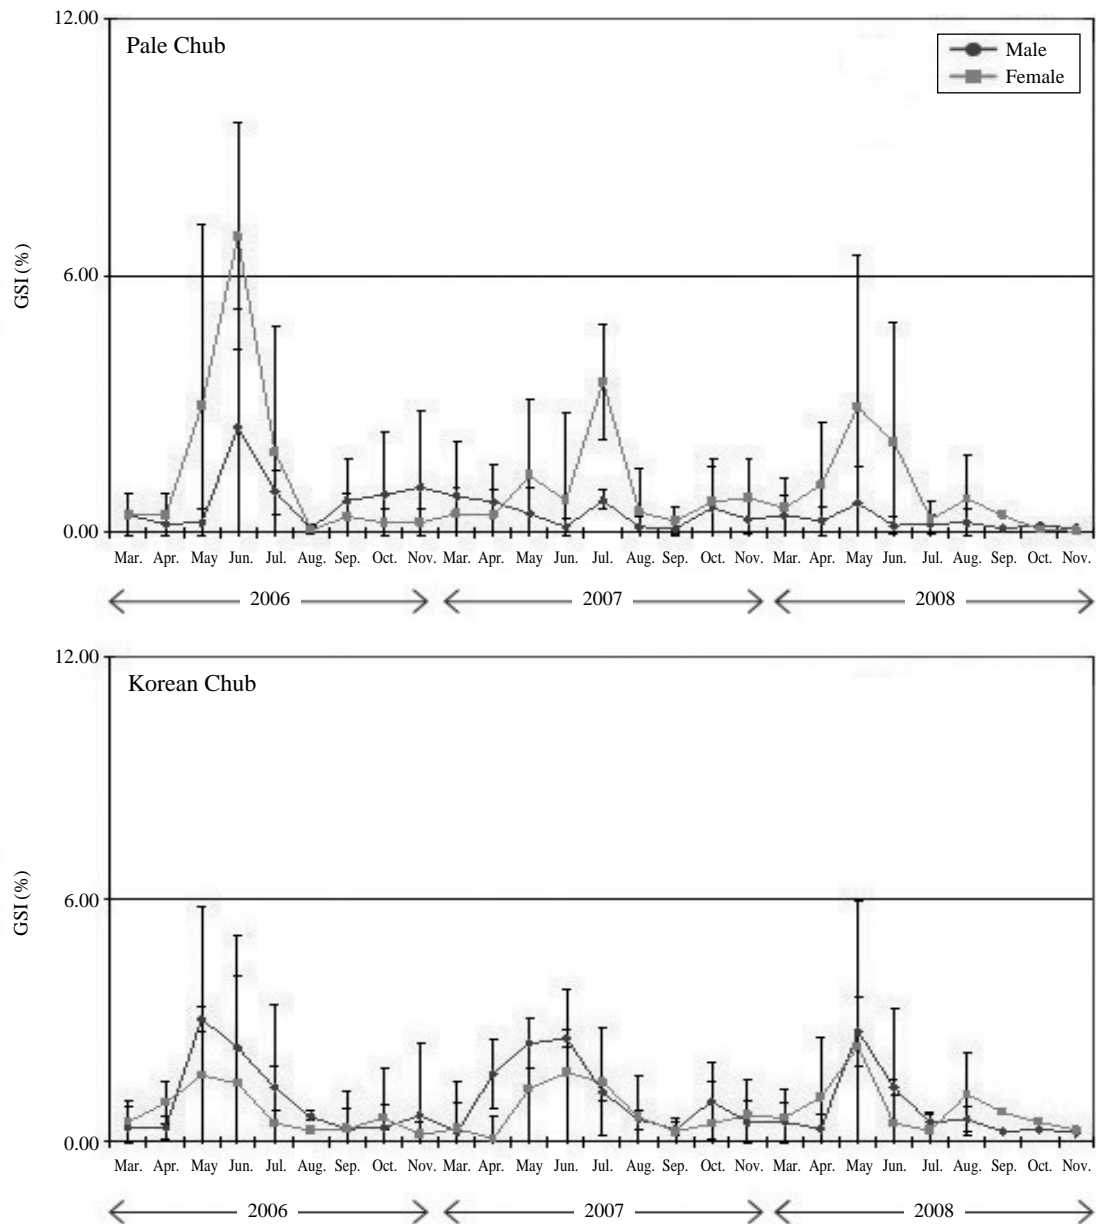 12.00
Pale Chub
Male
Female
GSI (%)
6.00
0.00
Mar. Apr. May Jun. Jul. Aug. Sep. Oct. Nov. Mar. Apr. May Jun. Jul. Aug. Sep. Oct. Nov. Mar. Apr. May Jun. Jul. Aug. Sep. Oct. Nov.
2006 2007 2008
12.00
Korean Chub
GSI (%)
6.00
0.00
Mar. Apr. May Jun. Jul. Aug. Sep. Oct. Nov. Mar. Apr. May Jun. Jul. Aug. Sep. Oct. Nov. Mar. Apr. May Jun. Jul. Aug. Sep. Oct. Nov.
2006 2007 2008